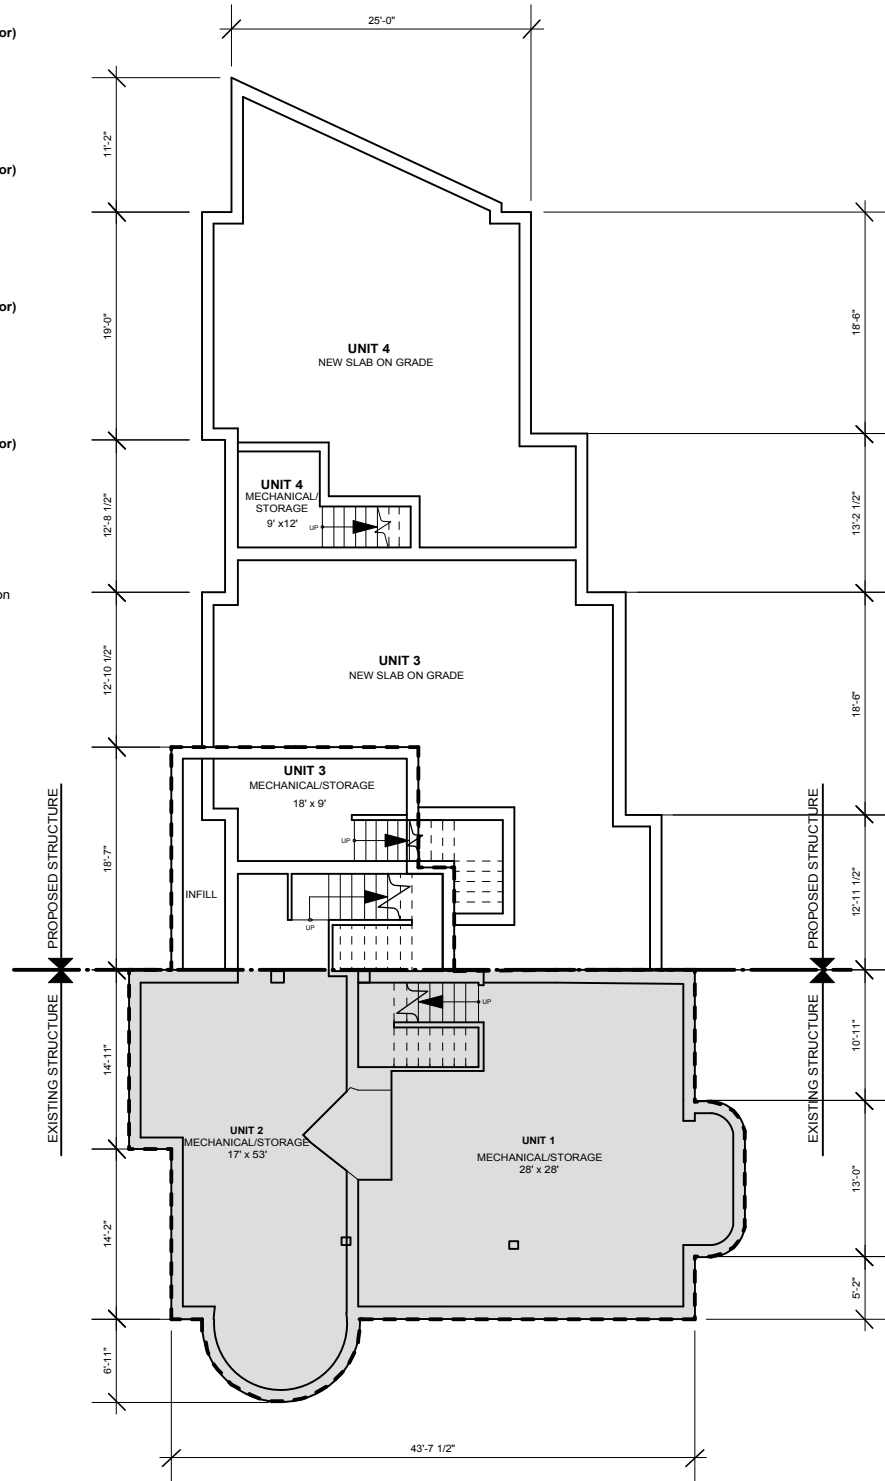 25'-0"
or)
11'-2"
or)
19'-0"
18'-6"
or)
UNIT 4
NEW SLAB ON GRADE
or)
12'-8 1/2"
13'-2 1/2"
UNIT 4
MECHANICAL/
STORAGE
9' x12'
UP
on
12'-10 1/2"
18'-6"
UNIT 3
NEW SLAB ON GRADE
UNIT 3
MECHANICAL/STORAGE
18' x 9'
UP
18'-7"
12'-11 1/2"
PROPOSED STRUCTURE
PROPOSED STRUCTURE
INFILL
UP
UP
EXISTING STRUCTURE
EXISTING STRUCTURE
14'-11"
10'-11"
UNIT 2
MECHANICAL/STORAGE
17' x 53'
UNIT 1
MECHANICAL/STORAGE
28' x 28'
13'-0"
14'-2"
5'-2"
6'-11"
43'-7 1/2"